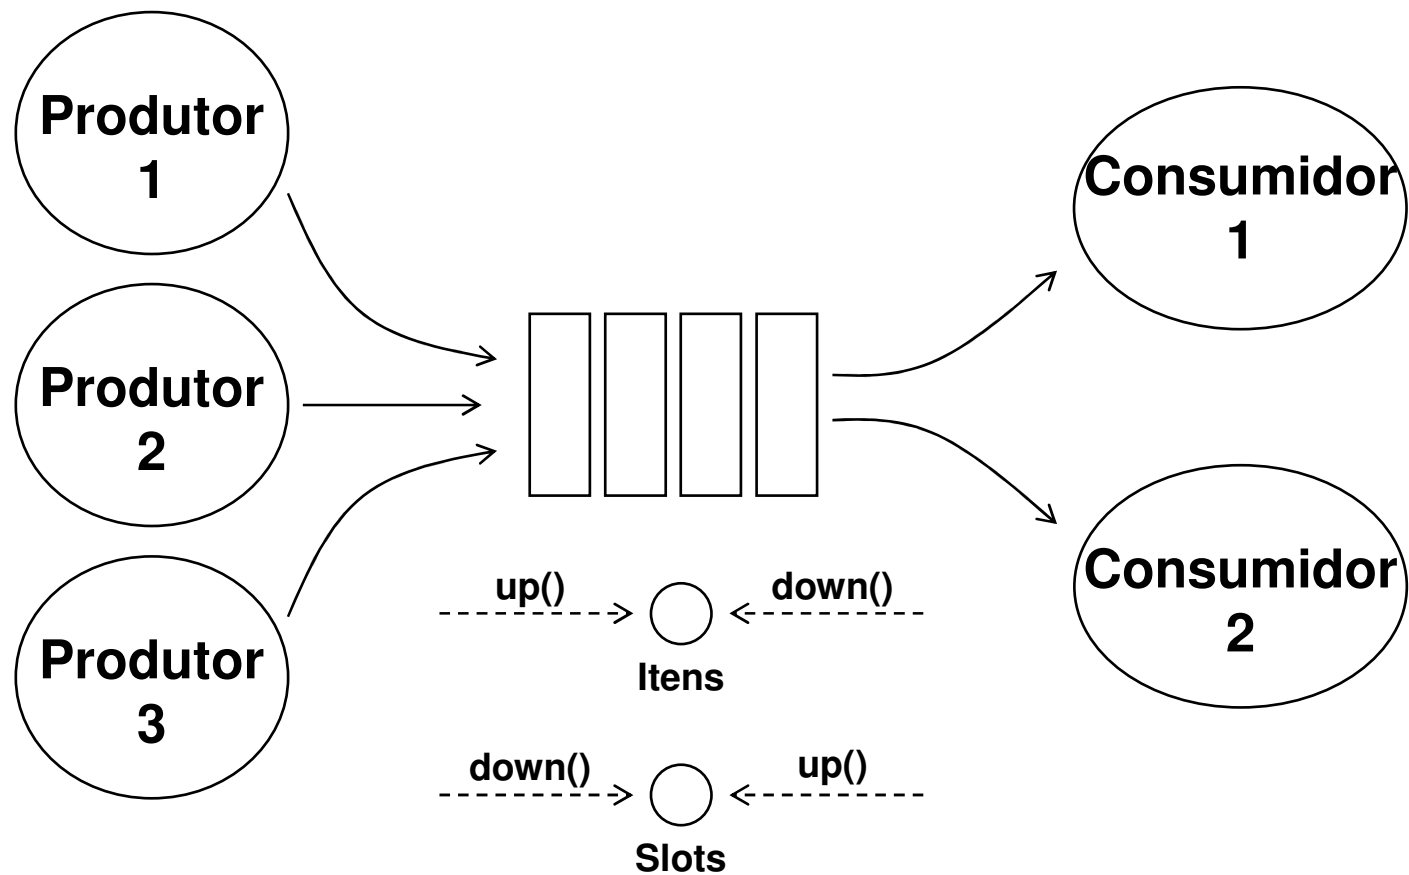 Produtor
1
Produtor
2
Produtor
3
Consumidor
1
Consumidor
2
up()
down()
Itens
down()
up()
Slots